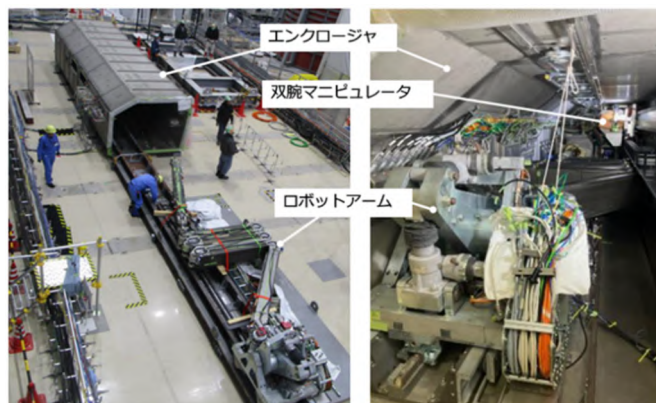 エンクロージャ
双腕マニピュレータ
ロボットアーム